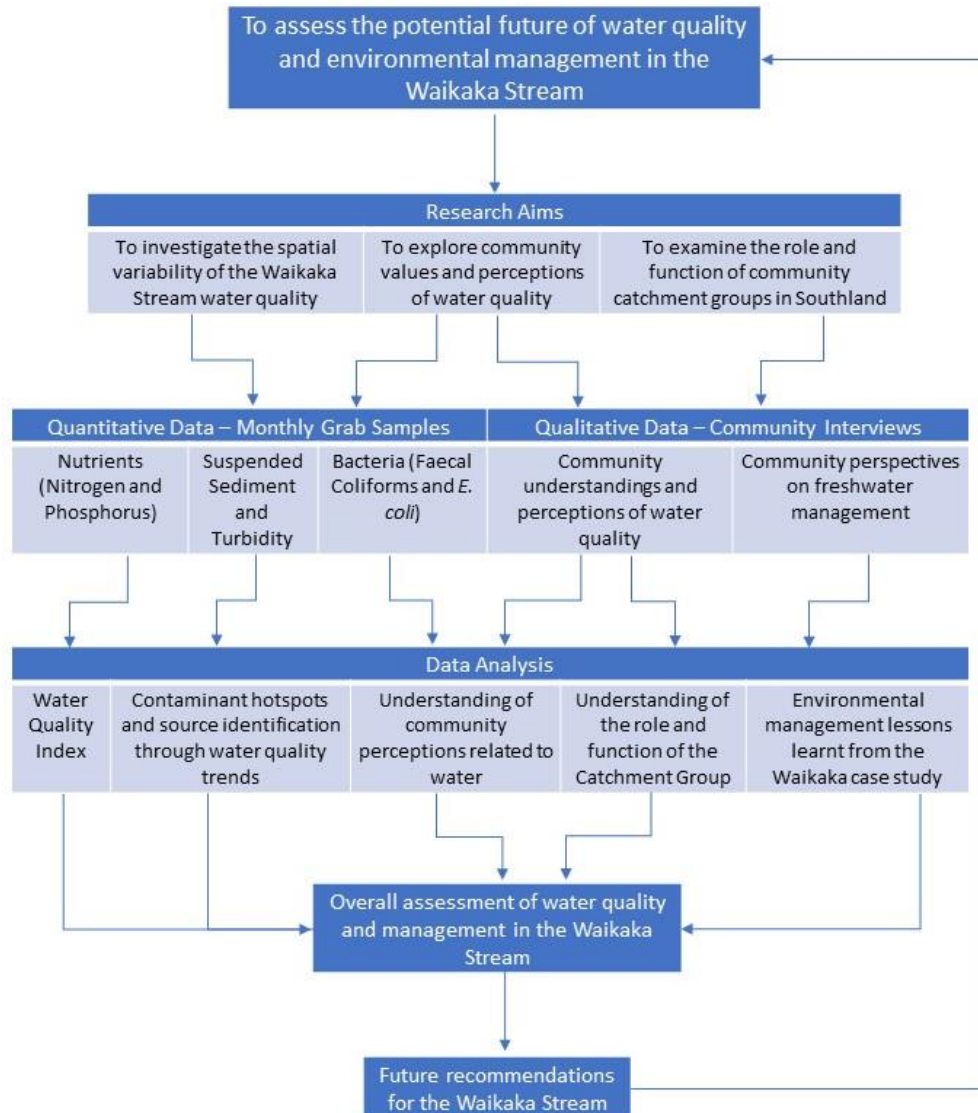 To assess the potential future of water quality
and environmental management in the
Waikaka Stream
Research Aims
To investigate the spatial
variability of the Waikaka
Stream water quality
To explore community
values and perceptions
of water quality
To examine the role and
function of community
catchment groups in Southland
Quantitative Data – Monthly Grab Samples
Nutrients
(Nitrogen and
Phosphorus)
Suspended
Sediment
and
Turbidity
Bacteria (Faecal
Coliforms and E.
coli)
Qualitative Data – Community Interviews
Community
understandings and
perceptions of water
quality
Community perspectives
on freshwater
management
Data Analysis
Water
Quality
Index
Contaminant hotspots
and source identification
through water quality
trends
Understanding of
community
perceptions related to
water
Understanding of
the role and
function of the
Catchment Group
Environmental
management lessons
learnt from the
Waikaka case study
Overall assessment of water quality
and management in the Waikaka
Stream
Future recommendations
for the Waikaka Stream